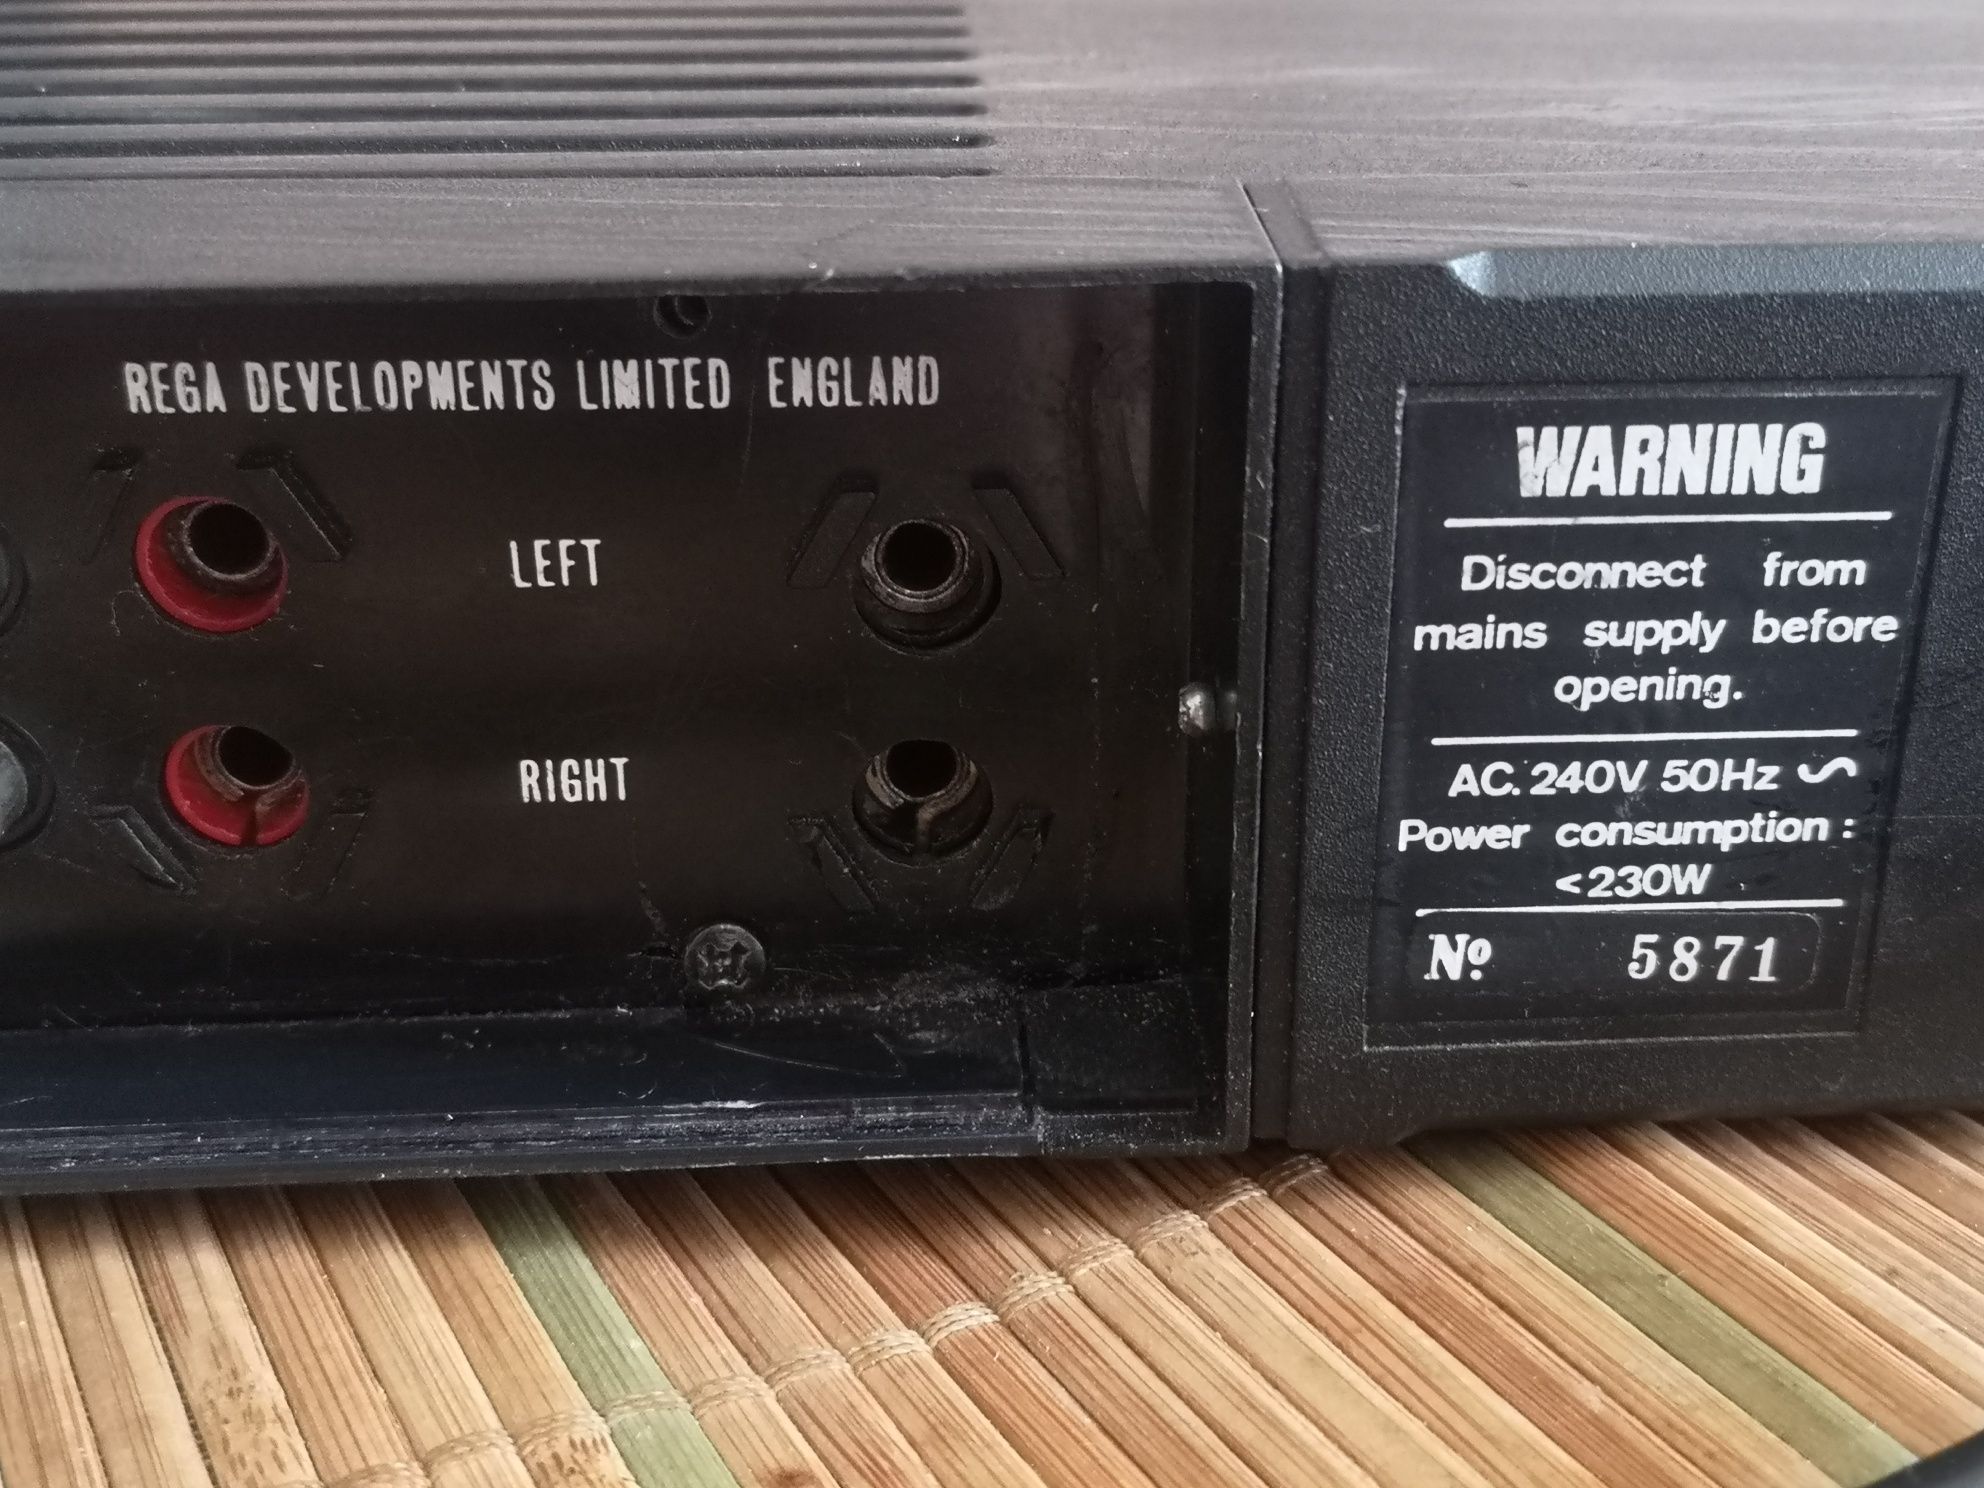 REGA DEVELOPMENTS LIMITED ENGLAND
LEFT
RIGHT
WARNING
Disconnect from
mains supply before
opening.
AC. 240V 50Hz ∿
Power consumption :
<230W
Nº. 5871